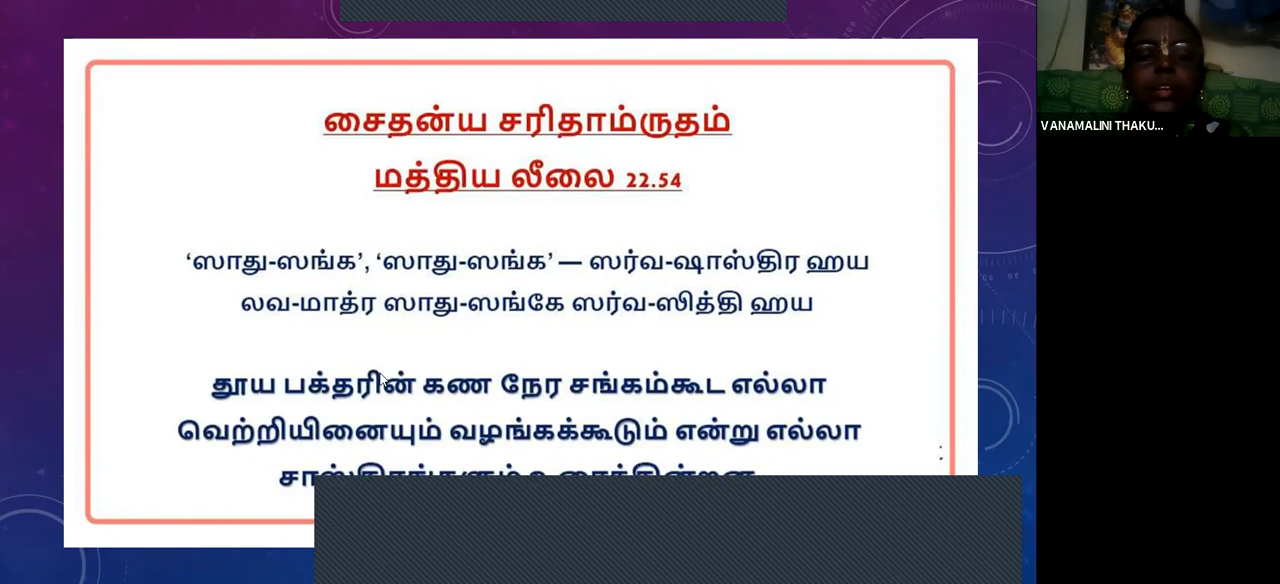 சைதன்ய சரிதாம்ருதம்
மத்திய லீலை 22.54
‘ஸாது-ஸங்க’, ‘ஸாது-ஸங்க’ — ஸர்வ-ஷாஸ்திர ஹய
லவ-மாத்ர ஸாது-ஸங்கே ஸர்வ-ஸித்தி ஹய
தூய பக்தரின் கண நேர சங்கம்கூட எல்லா
வெற்றியினையும் வழங்கக்கூடும் என்று எல்லா
V ANAMALINI THAKU...